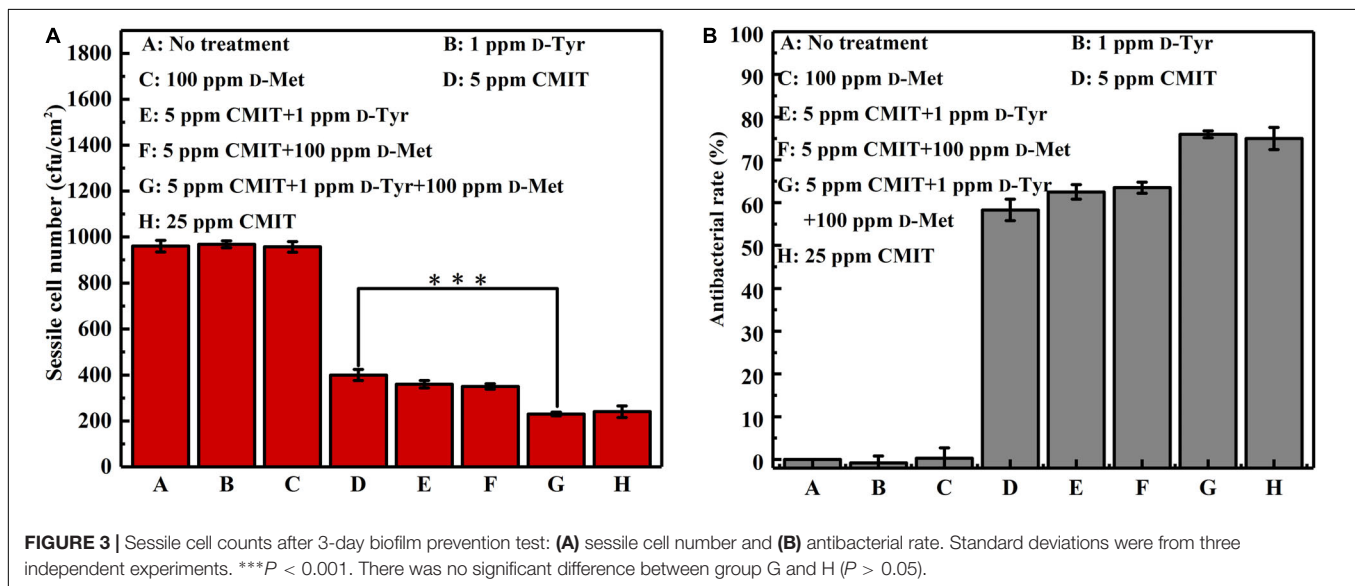 A
Sessile cell number (cfu/cm²)
1800
1600
1400
1200
1000
800
600
400
200
0
A: No treatment B: 1 ppm D-Tyr
C: 100 ppm D-Met D: 5 ppm CMIT
E: 5 ppm CMIT+1 ppm D-Tyr
F: 5 ppm CMIT+100 ppm D-Met
G: 5 ppm CMIT+1 ppm D-Tyr+100 ppm D-Met
H: 25 ppm CMIT
* * *
A B C D E F G H
B
Antibacterial rate (%)
100
90
80
70
60
50
40
30
20
10
0
A: No treatment B: 1 ppm D-Tyr
C: 100 ppm D-Met D: 5 ppm CMIT
E: 5 ppm CMIT+1 ppm D-Tyr
F: 5 ppm CMIT+100 ppm D-Met
G: 5 ppm CMIT+1 ppm D-Tyr
+100 ppm D-Met
H: 25 ppm CMIT
A B C D E F G H
FIGURE 3 | Sessile cell counts after 3-day biofilm prevention test: (A) sessile cell number and (B) antibacterial rate. Standard deviations were from three
independent experiments. ***P < 0.001. There was no significant difference between group G and H (P > 0.05).